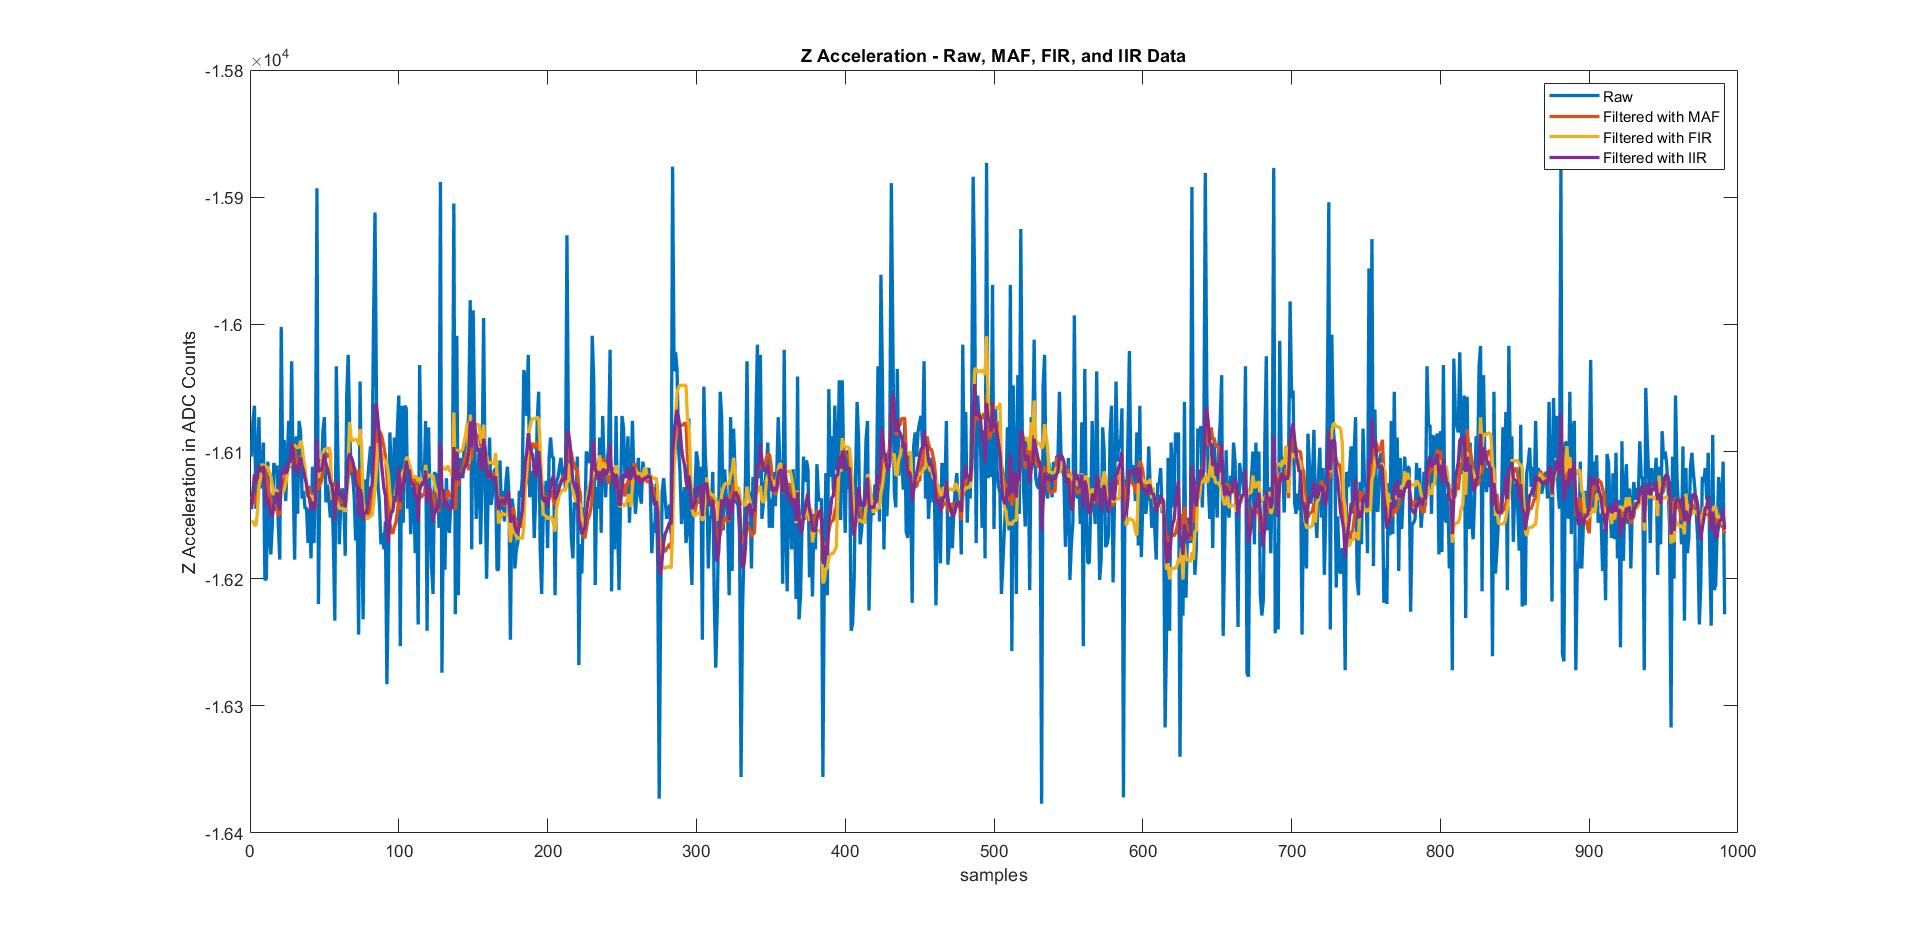 Z Acceleration - Raw, MAF, FIR, and IIR Data
×10⁴
-1.58
-1.59
-1.6
-1.61
-1.62
-1.63
-1.64
Z Acceleration in ADC Counts
Raw
Filtered with MAF
Filtered with FIR
Filtered with IIR
0 100 200 300 400 500 600 700 800 900 1000
samples